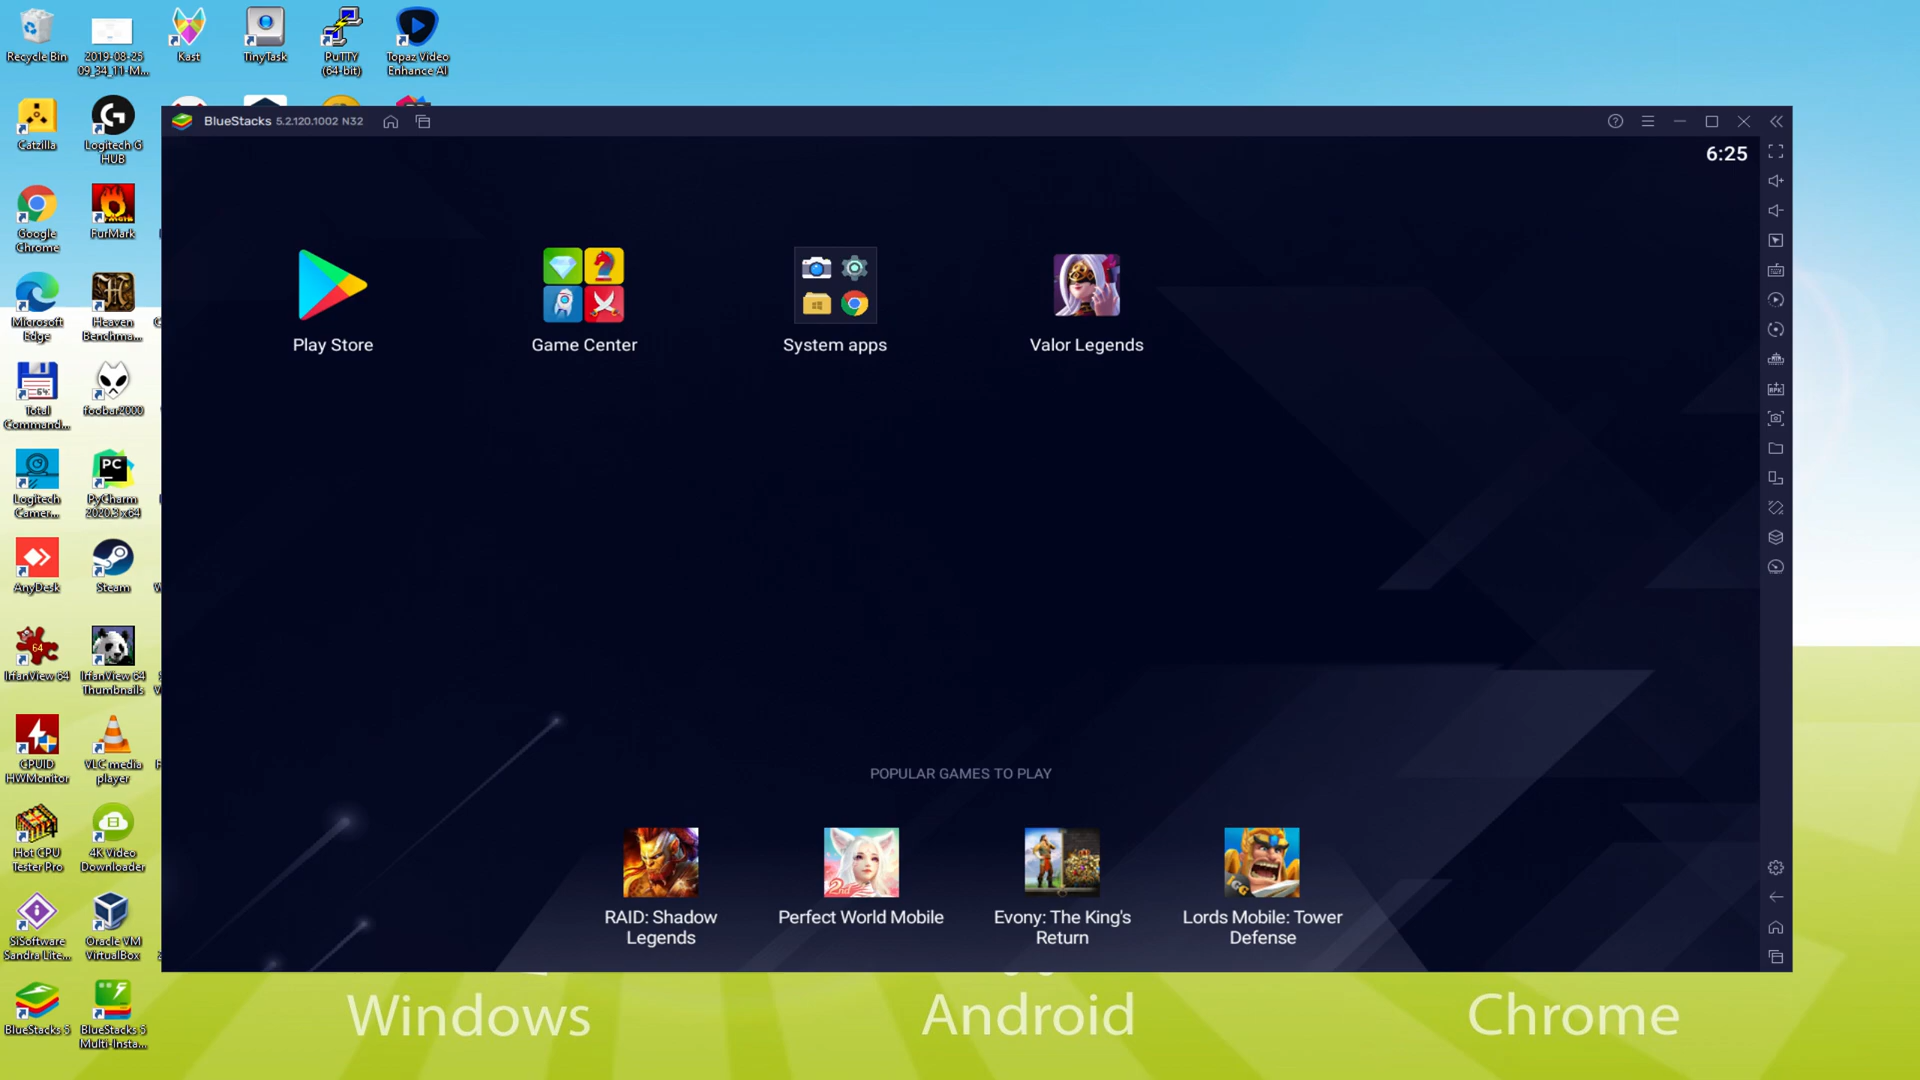 Recycle Bin
2019-08-25
09_34_11-M...
Kast
TinyTask
PuTTY
(64-bit)
Topaz Video
Enhance AI
Catzilla
Logitech G
HUB
Google
Chrome
FurMark
Microsoft
Edge
Heaven
Benchma...
Total
Command...
foobar2000
Logitech
Camer...
PyCharm
2020.3 x64
AnyDesk
Steam
IrfanView 64
IrfanView 64
Thumbnails
CPUID
HWMonitor
VLC media
player
Hot CPU
Tester Pro
4K Video
Downloader
SiSoftware
Sandra Lite...
Oracle VM
VirtualBox
BlueStacks 5
BlueStacks 5
Multi-Insta...
BlueStacks 5.2.120.1002 N32
6:25
Play Store
Game Center
System apps
Valor Legends
POPULAR GAMES TO PLAY
RAID: Shadow
Legends
Perfect World Mobile
Evony: The King's
Return
Lords Mobile: Tower
Defense
Windows
Android
Chrome